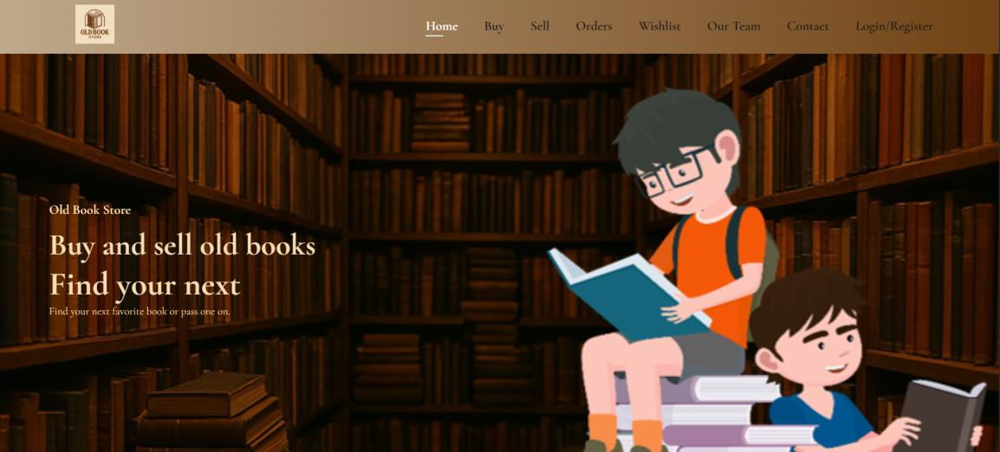 OLD BOOK
STORE
Home Buy Sell Orders Wishlist Our Team Contact Login/Register
Old Book Store
Buy and sell old books
Find your next
Find your next favorite book or pass one on.